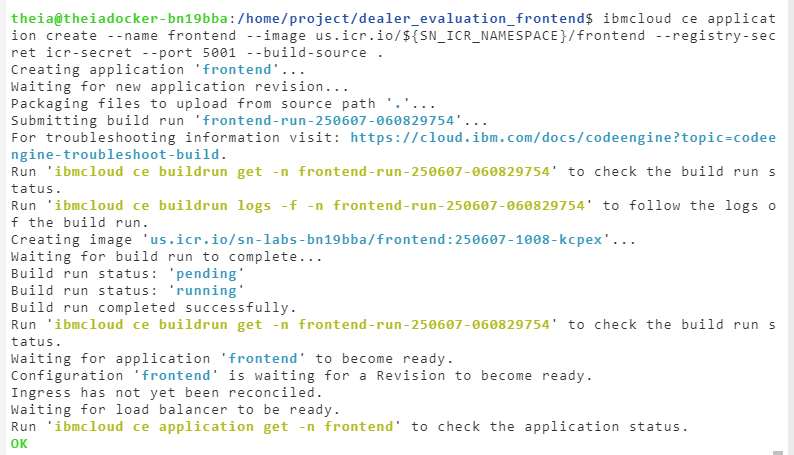 theia@theiadocker-bn19bba:/home/project/dealer_evaluation_frontend$ ibmcloud ce applicat
ion create --name frontend --image us.icr.io/${SN_ICR_NAMESPACE}/frontend --registry-sec
ret icr-secret --port 5001 --build-source .
Creating application 'frontend'...
Waiting for new application revision...
Packaging files to upload from source path '.'...
Submitting build run 'frontend-run-250607-060829754'...
For troubleshooting information visit: https://cloud.ibm.com/docs/codeengine?topic=codee
ngine-troubleshoot-build.
Run 'ibmcloud ce buildrun get -n frontend-run-250607-060829754' to check the build run s
tatus.
Run 'ibmcloud ce buildrun logs -f -n frontend-run-250607-060829754' to follow the logs o
f the build run.
Creating image 'us.icr.io/sn-labs-bn19bba/frontend:250607-1008-kcpex'...
Waiting for build run to complete...
Build run status: 'pending'
Build run status: 'running'
Build run completed successfully.
Run 'ibmcloud ce buildrun get -n frontend-run-250607-060829754' to check the build run s
tatus.
Waiting for application 'frontend' to become ready.
Configuration 'frontend' is waiting for a Revision to become ready.
Ingress has not yet been reconciled.
Waiting for load balancer to be ready.
Run 'ibmcloud ce application get -n frontend' to check the application status.
OK